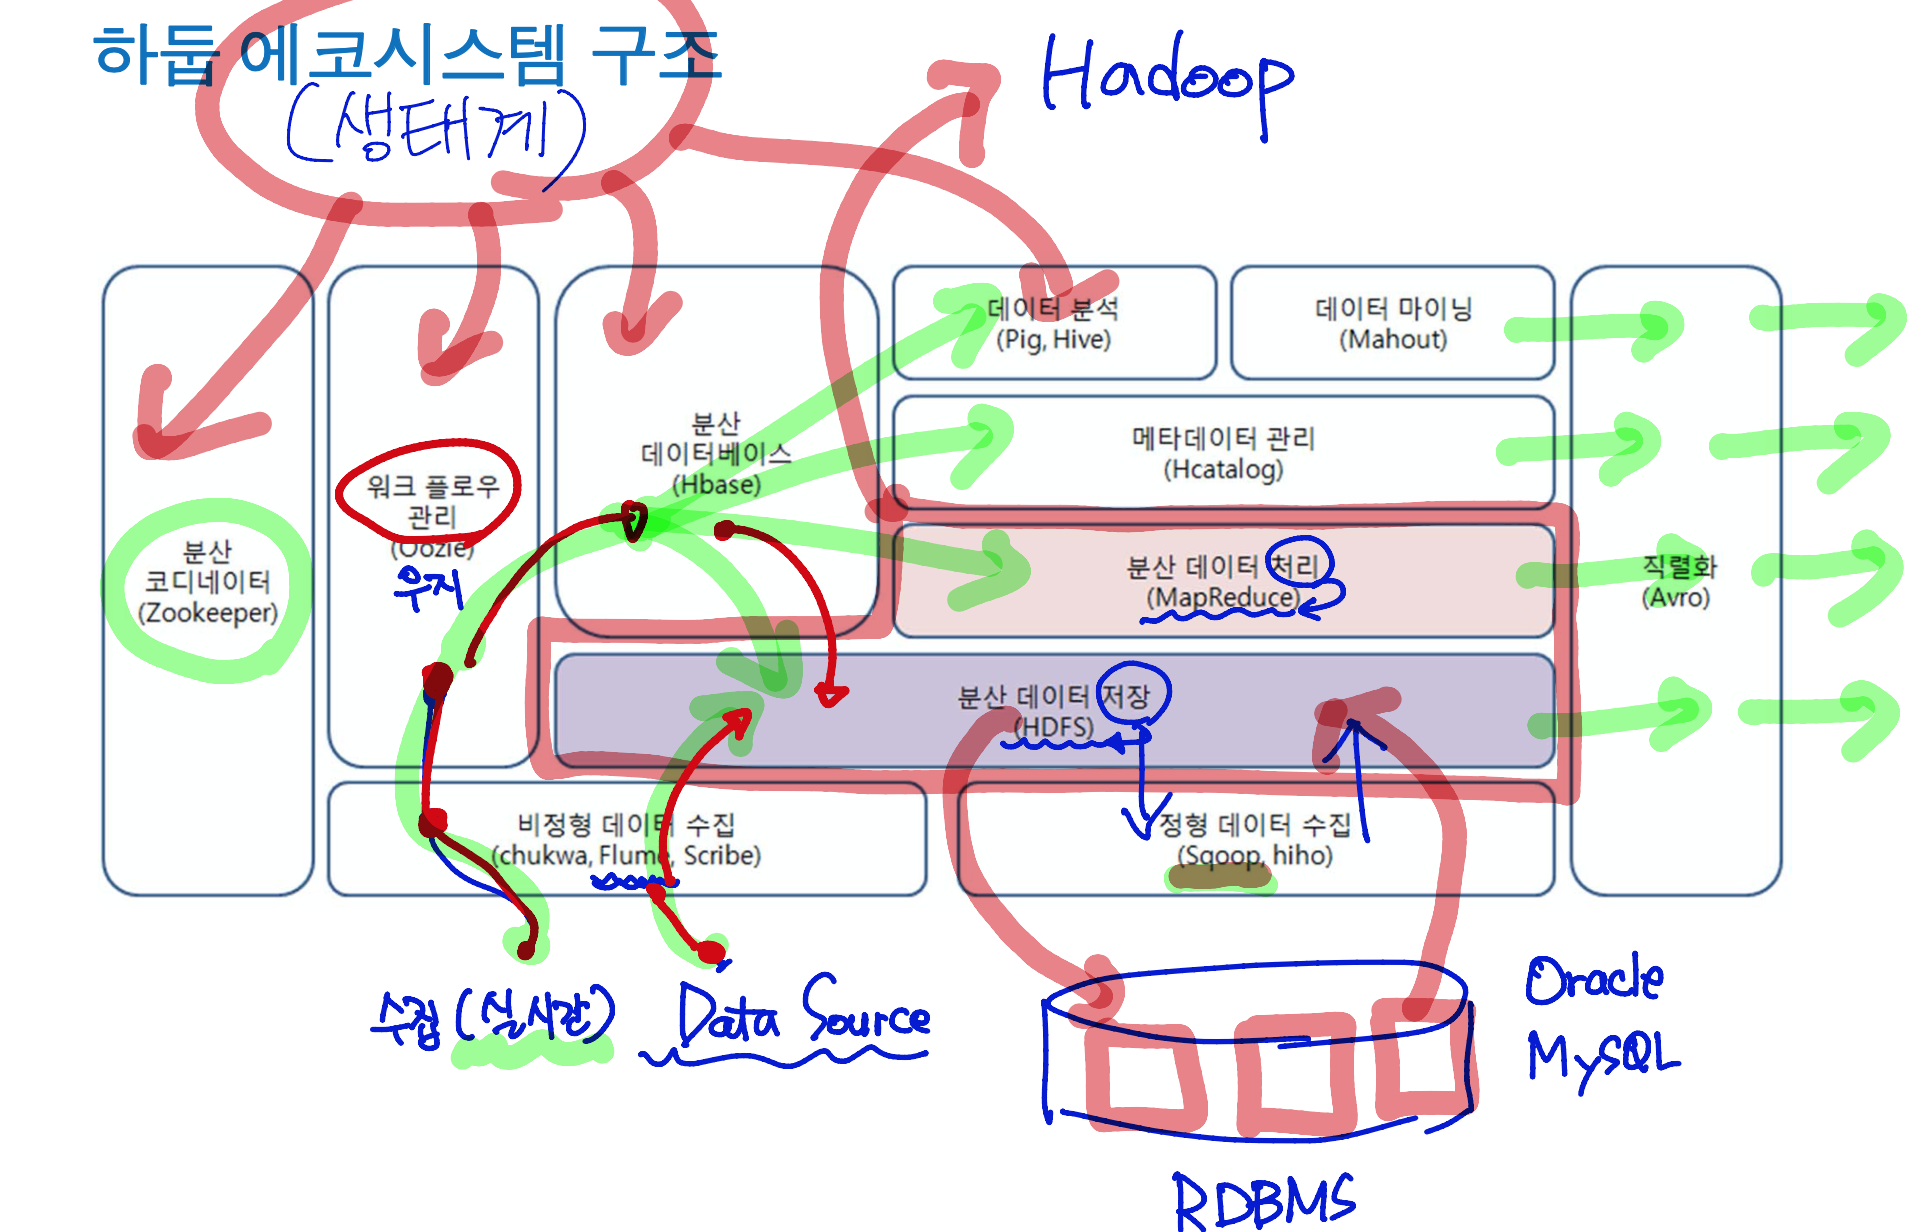 하둡 에코시스템 구조
(생태계)
Hadoop
데이터 분석
(Pig, Hive)
데이터 마이닝
(Mahout)
분산
데이터베이스
(Hbase)
메타데이터 관리
(Hcatalog)
워크 플로우
관리
(Oozie)
우지
분산
코디네이터
(Zookeeper)
분산 데이터 처리
(MapReduce)
직렬화
(Avro)
분산 데이터 저장
(HDFS)
비정형 데이터 수집
(chukwa, Flume, Scribe)
정형 데이터 수집
(Sqoop, hiho)
수집 (실시간)
Data Source
Oracle
MySQL
RDBMS